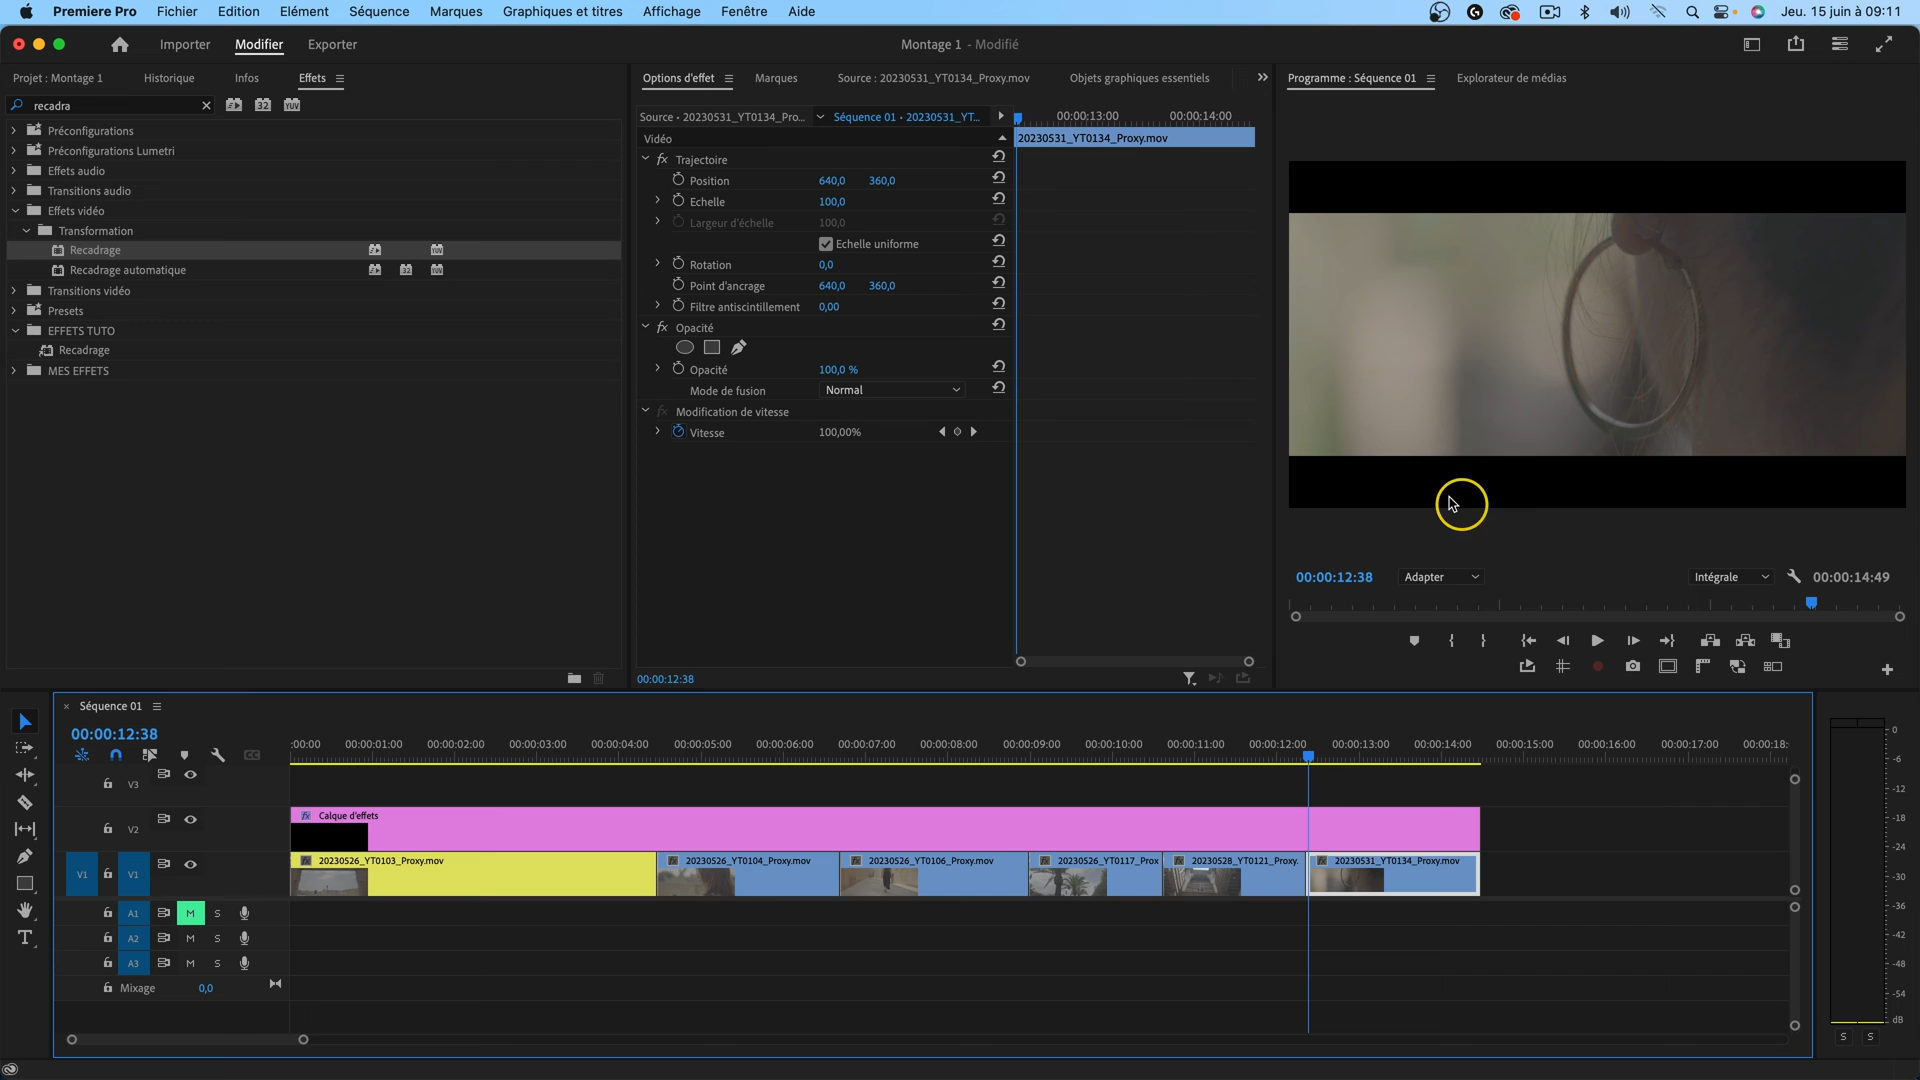 Premiere Pro Fichier Edition Elément Séquence Marques Graphiques et titres Affichage Fenêtre Aide Jeu. 15 juin à 09:11
Importer Modifier Exporter Montage 1 - Modifié
Projet : Montage 1 Historique Infos Effets
recadra
Préconfigurations
Préconfigurations Lumetri
Effets audio
Transitions audio
Effets vidéo
Transformation
Recadrage
Recadrage automatique
Transitions vidéo
Presets
EFFETS TUTO
Recadrage
MES EFFETS
Options d'effet Marques Source : 20230531_YT0134_Proxy.mov Objets graphiques essentiels
Source • 20230531_YT0134_Pro... Séquence 01 • 20230531_YT... 00:00:13:00 00:00:14:00
Vidéo 20230531_YT0134_Proxy.mov
fx Trajectoire
Position 640,0 360,0
Echelle 100,0
Largeur d'échelle 100,0
Echelle uniforme
Rotation 0,0
Point d'ancrage 640,0 360,0
Filtre antiscintillement 0,00
fx Opacité
Opacité 100,0 %
Mode de fusion Normal
fx Modification de vitesse
Vitesse 100,00%
00:00:12:38
Programme : Séquence 01 Explorateur de médias
00:00:12:38 Adapter Intégrale 00:00:14:49
Séquence 01
00:00:12:38
:00:00 00:00:01:00 00:00:02:00 00:00:03:00 00:00:04:00 00:00:05:00 00:00:06:00 00:00:07:00 00:00:08:00 00:00:09:00 00:00:10:00 00:00:11:00 00:00:12:00 00:00:13:00 00:00:14:00 00:00:15:00 00:00:16:00 00:00:17:00 00:00:18:
V3
V2 fx Calque d'effets
V1 V1 20230526_YT0103_Proxy.mov 20230526_YT0104_Proxy.mov 20230526_YT0106_Proxy.mov 20230526_YT0117_Prox 20230528_YT0121_Proxy. 20230531_YT0134_Proxy.mov
A1 M S
A2 M S
A3 M S
Mixage 0,0
0
-6
-12
-18
-24
-30
-36
-42
-48
-54
dB
S S